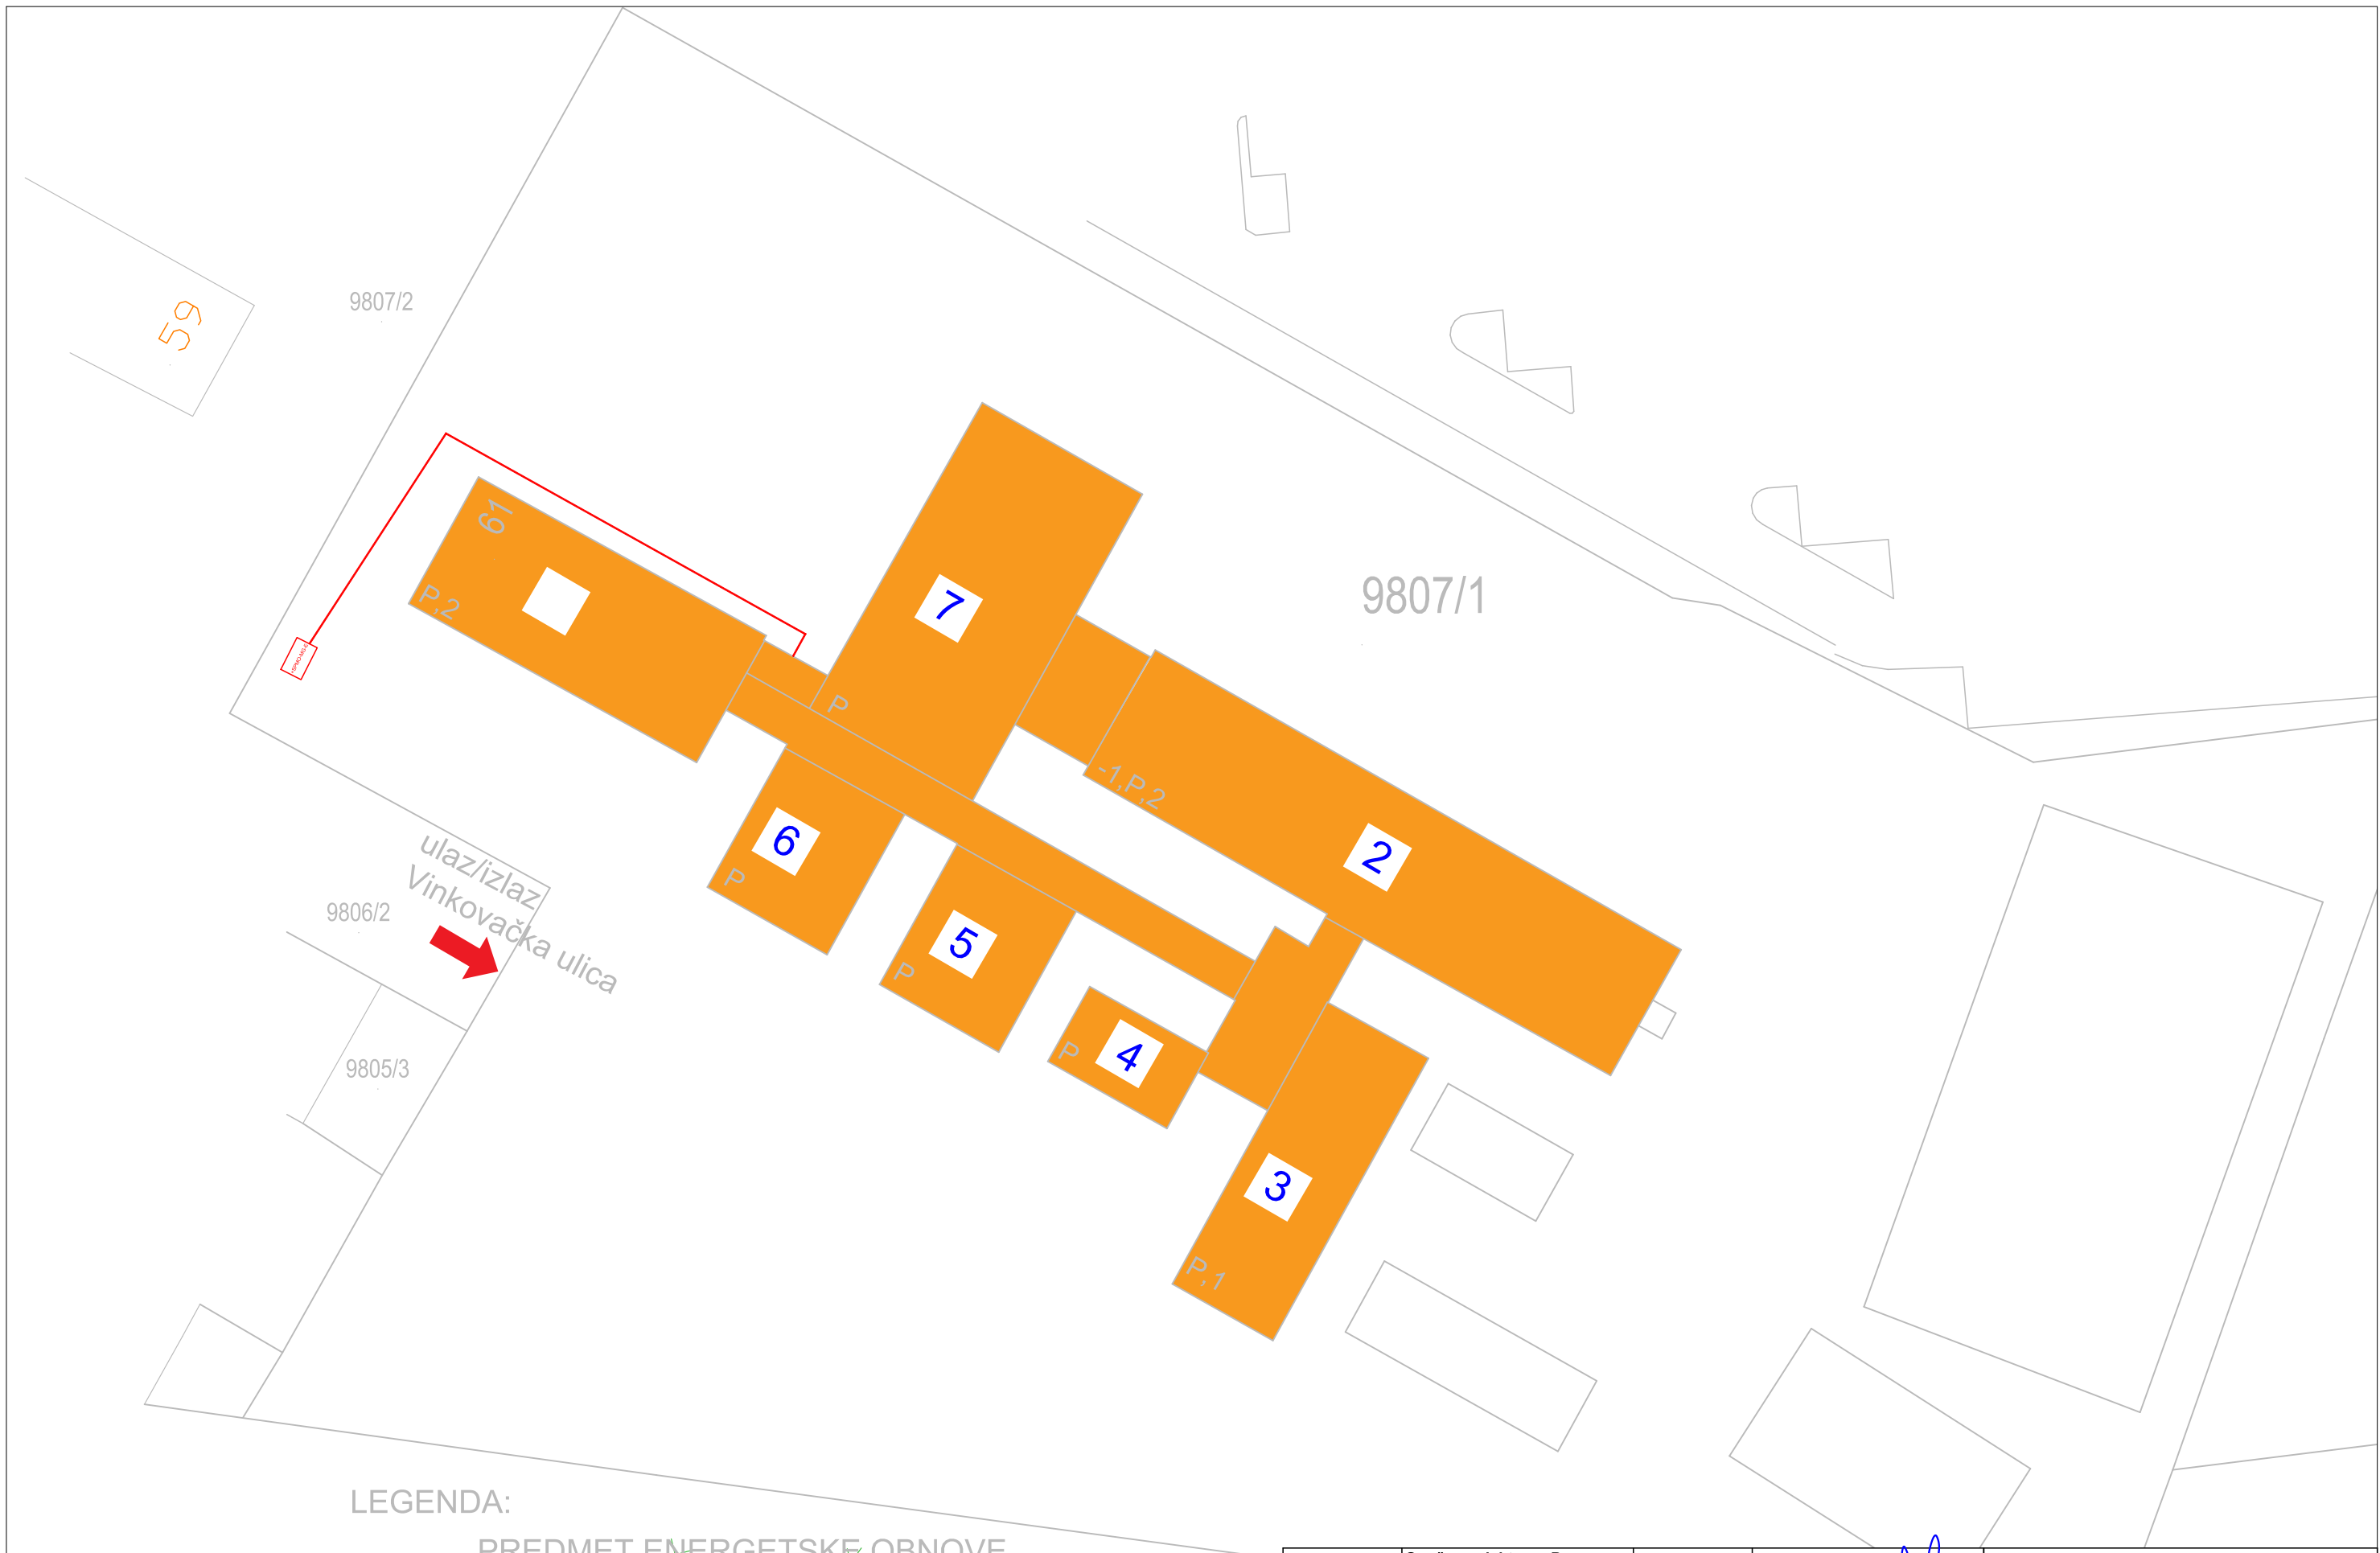 59
9807/2
61
P,2
7
9807/1
P
-1,P,2
2
6
P
ulaz/izlaz
Vinkovačka ulica
9806/2
5
P
4
P
9805/3
3
P,1
LEGENDA:
PREDMET ENERGETSKE OBNOVE